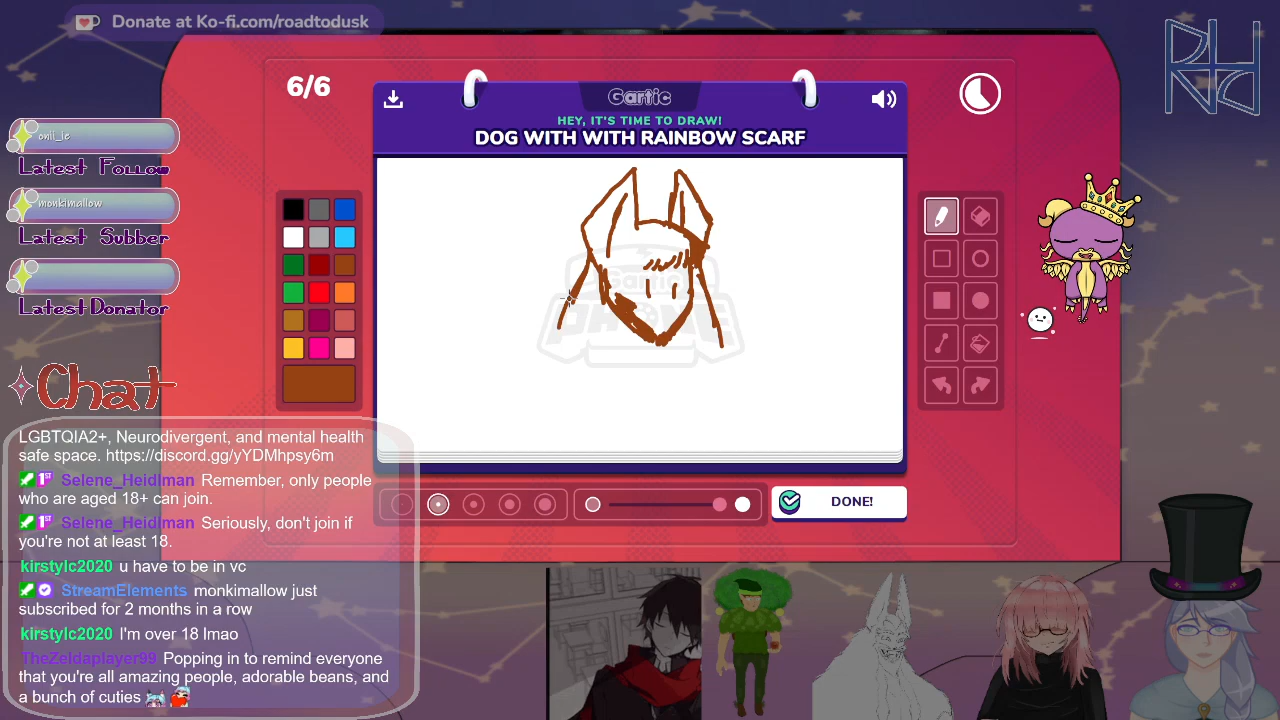 Donate at Ko-fi.com/roadtodusk
6/6
Gartic
HEY, IT'S TIME TO DRAW!
DOG WITH WITH RAINBOW SCARF
onii_ie
Latest Follow
monkimallow
Latest Subber
Latest Donator
Chat
LGBTQIA2+, Neurodivergent, and mental health
safe space. https://discord.gg/yYDMhpsy6m
Selene_Heidlman Remember, only people
who are aged 18+ can join.
Selene_Heidlman Seriously, don't join if
you're not at least 18.
kirstylc2020 u have to be in vc
StreamElements monkimallow just
subscribed for 2 months in a row
kirstylc2020 I'm over 18 lmao
TheZeldaplayer99 Popping in to remind everyone
that you're all amazing people, adorable beans, and
a bunch of cuties
Gartic
PHONE
DONE!